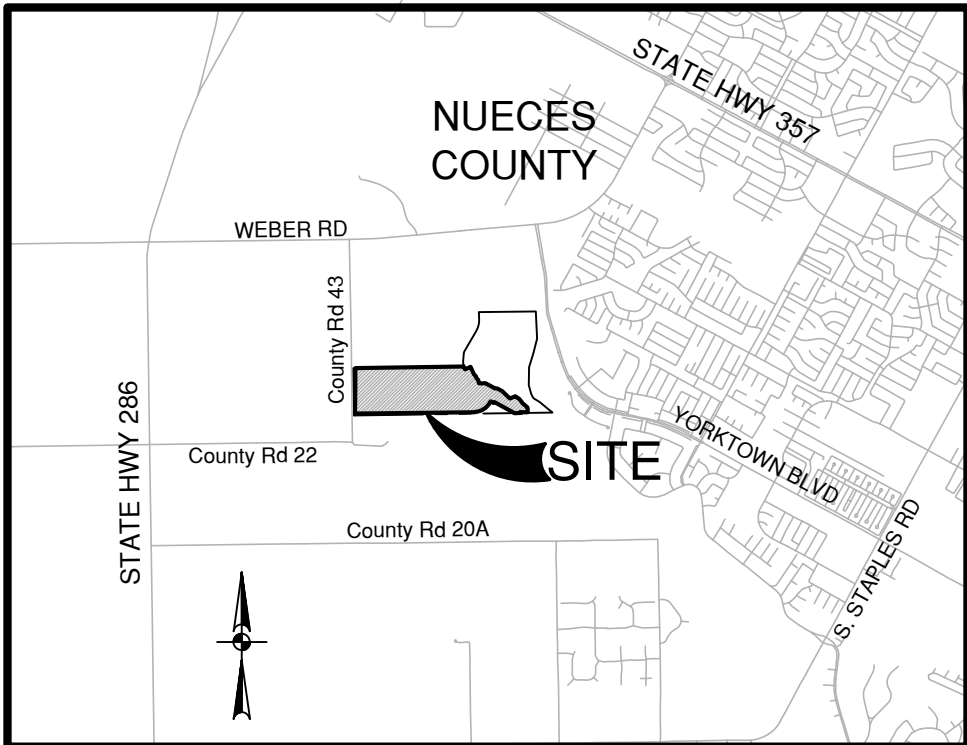 STATE HWY 357
NUECES
COUNTY
WEBER RD
County Rd 43
STATE HWY 286
County Rd 22
SITE
YORKTOWN BLVD
County Rd 20A
S. STAPLES RD